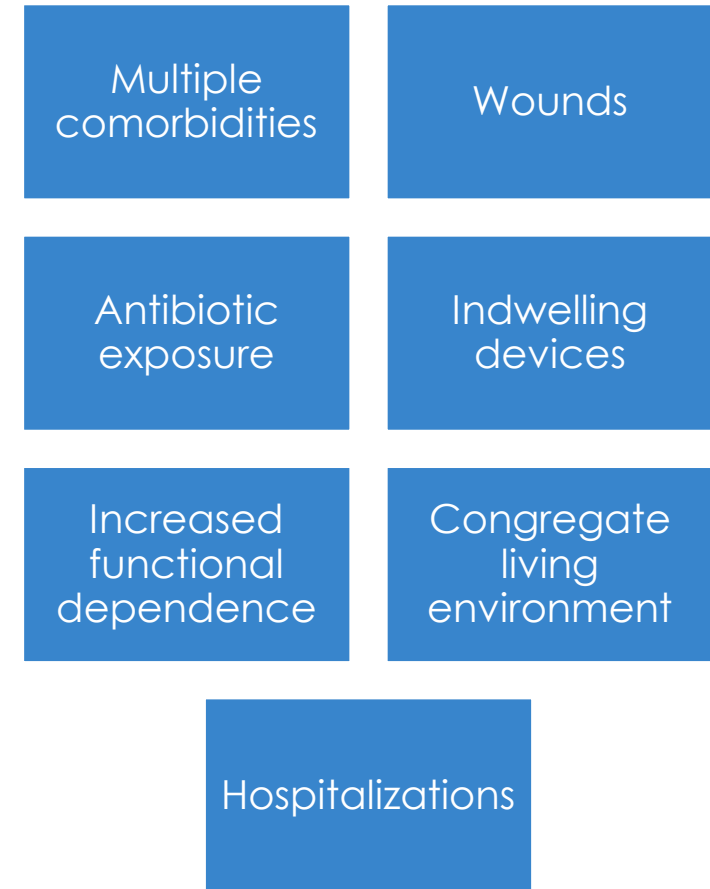 Multiple
comorbidities
Wounds
Antibiotic
exposure
Indwelling
devices
Increased
functional
dependence
Congregate
living
environment
Hospitalizations